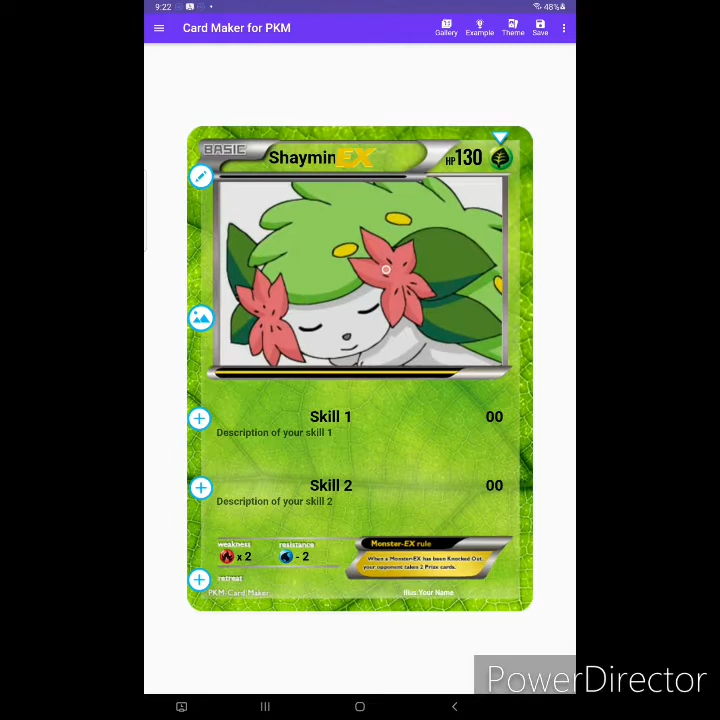 9:22
48%
Card Maker for PKM
Gallery
Example
Theme
Save
BASIC
ShayminEX
HP130
Skill 1
00
Description of your skill 1
Skill 2
00
Description of your skill 2
weakness
resistance
x 2
- 2
Monster-EX rule
When a Monster-EX has been Knocked Out,
your opponent takes 2 Prize cards.
retreat
PKM Card Maker
Illus:Your Name
PowerDirector